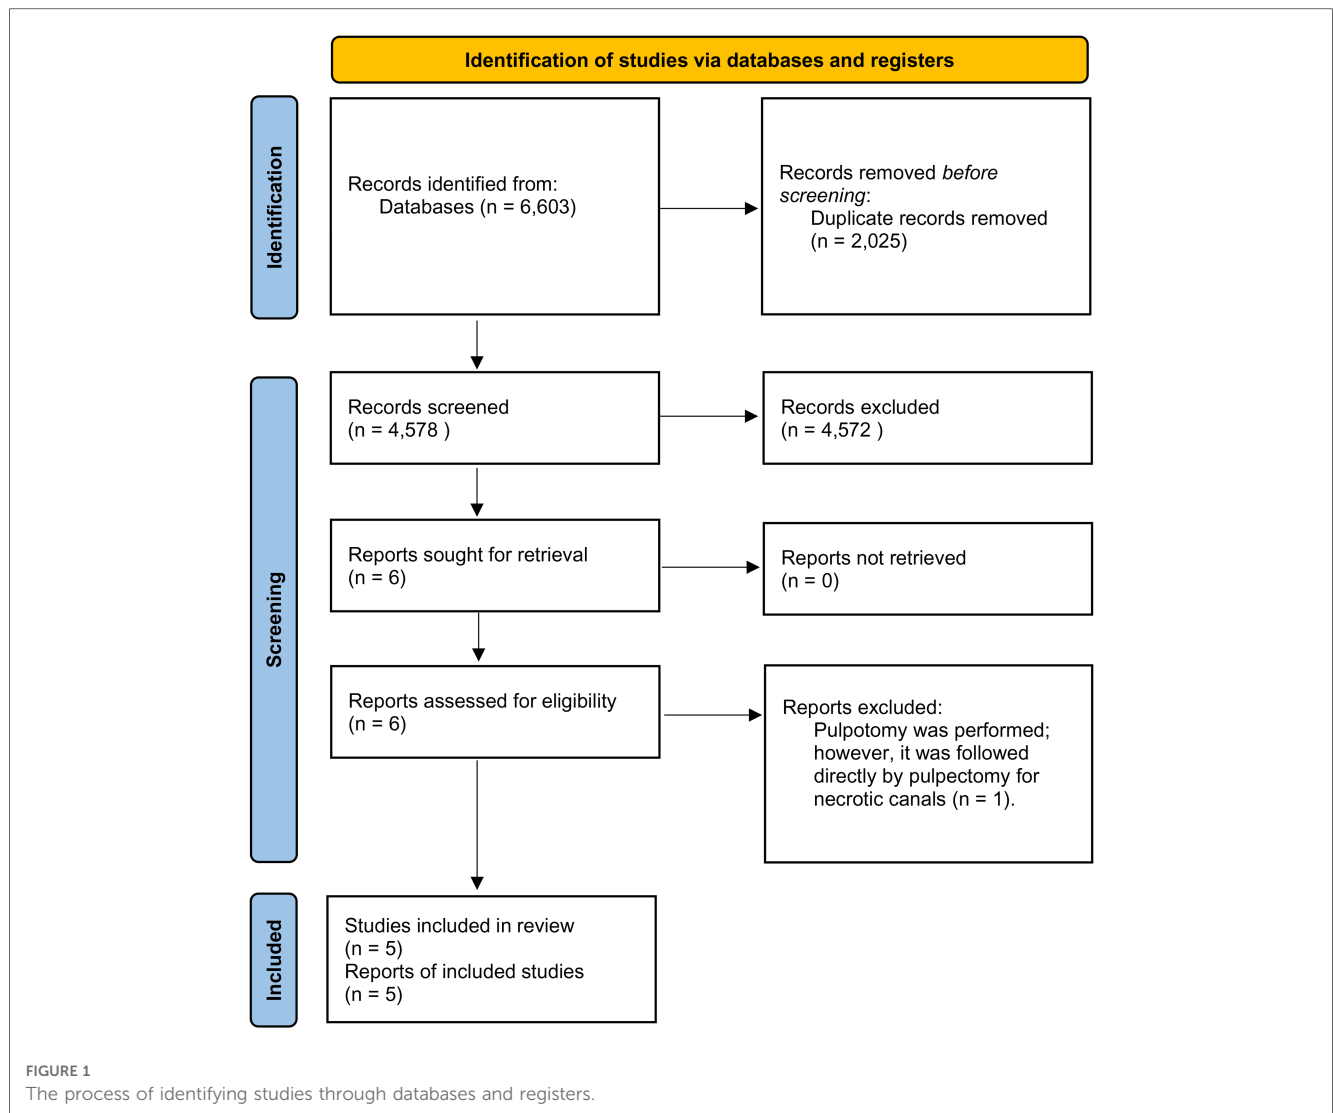 Identification of studies via databases and registers
Identification
Records identified from:
Databases (n = 6,603)
Records removed before
screening:
Duplicate records removed
(n = 2,025)
Screening
Records screened
(n = 4,578 )
Records excluded
(n = 4,572 )
Reports sought for retrieval
(n = 6)
Reports not retrieved
(n = 0)
Reports assessed for eligibility
(n = 6)
Reports excluded:
Pulpotomy was performed;
however, it was followed
directly by pulpectomy for
necrotic canals (n = 1).
Included
Studies included in review
(n = 5)
Reports of included studies
(n = 5)
FIGURE 1
The process of identifying studies through databases and registers.